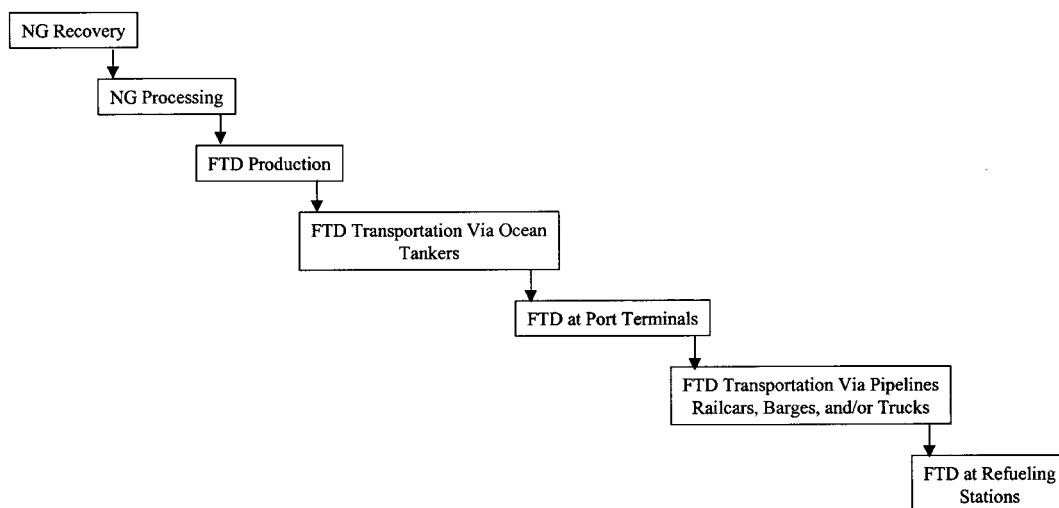 NG Recovery
NG Processing
FTD Production
FTD Transportation Via Ocean
Tankers
FTD at Port Terminals
FTD Transportation Via Pipelines
Railcars, Barges, and/or Trucks
FTD at Refueling
Stations